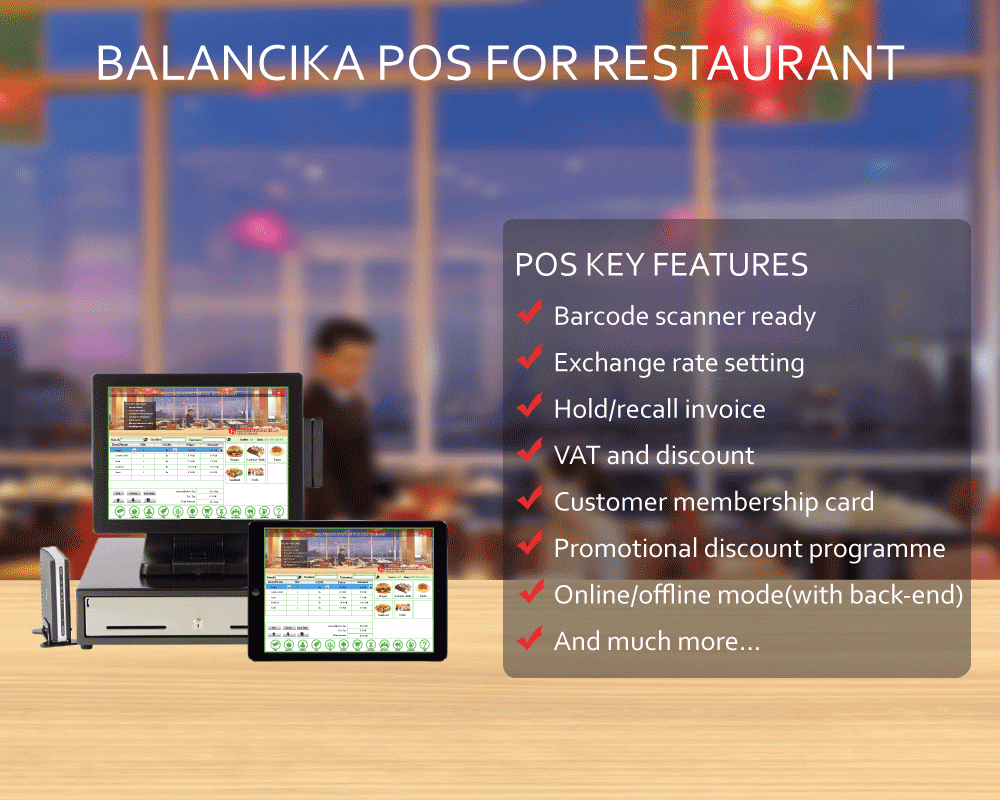 BALANCIKA POS FOR RESTAURANT
POS KEY FEATURES
Barcode scanner ready
Exchange rate setting
Hold/recall invoice
VAT and discount
Customer membership card
Promotional discount programme
Online/offline mode(with back-end)
And much more...